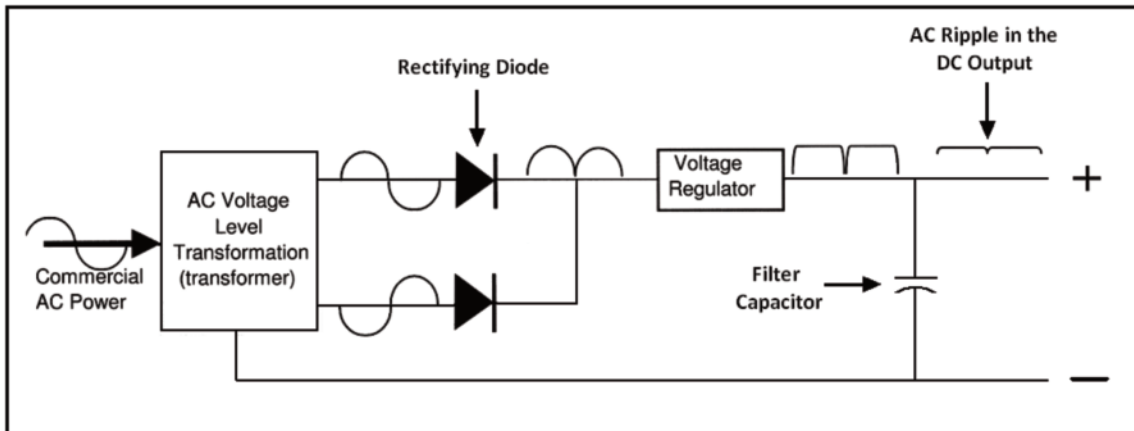 AC Ripple in the
DC Output
Rectifying Diode
AC Voltage
Level
Transformation
(transformer)
Voltage
Regulator
+
Commercial
AC Power
Filter
Capacitor
—